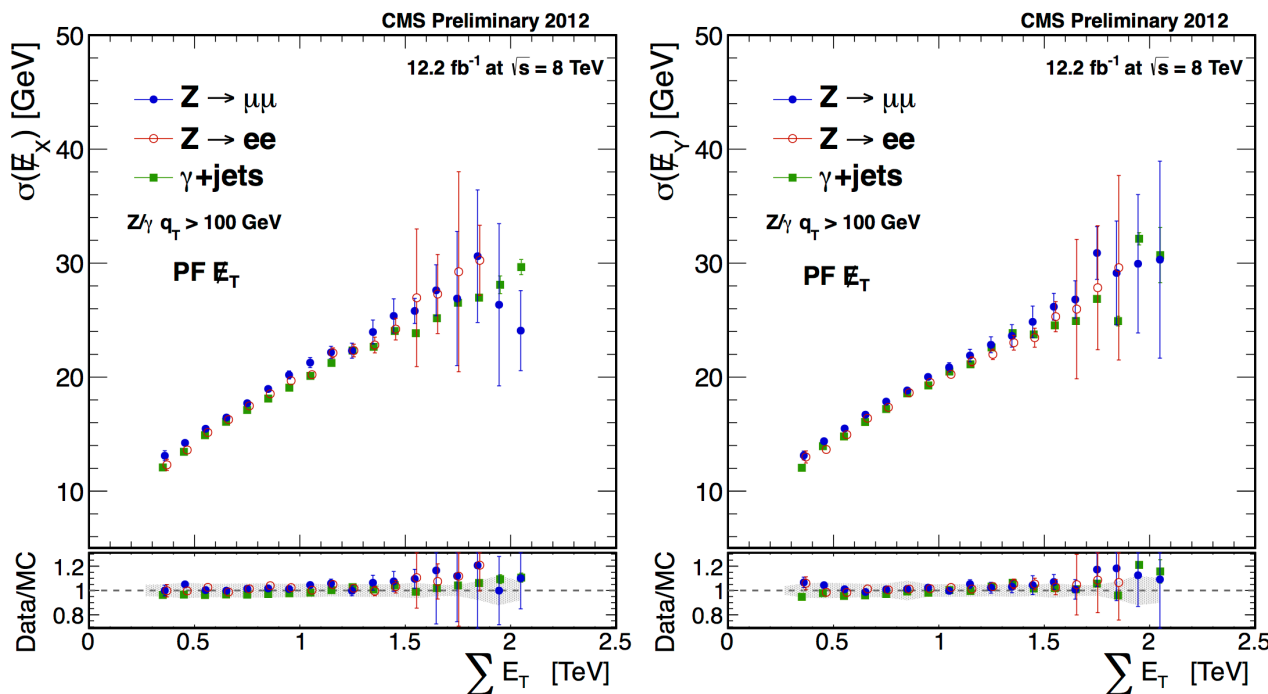 CMS Preliminary 2012
12.2 fb⁻¹ at √s = 8 TeV
Z → μμ
Z → ee
γ+jets
Z/γ q_T > 100 GeV
PF E̸_T
σ(E̸_X) [GeV]
50
40
30
20
10
Data/MC
1.2
1
0.8
0 0.5 1 1.5 2 2.5
∑ E_T [TeV]
CMS Preliminary 2012
12.2 fb⁻¹ at √s = 8 TeV
Z → μμ
Z → ee
γ+jets
Z/γ q_T > 100 GeV
PF E̸_T
σ(E̸_Y) [GeV]
50
40
30
20
10
Data/MC
1.2
1
0.8
0 0.5 1 1.5 2 2.5
∑ E_T [TeV]